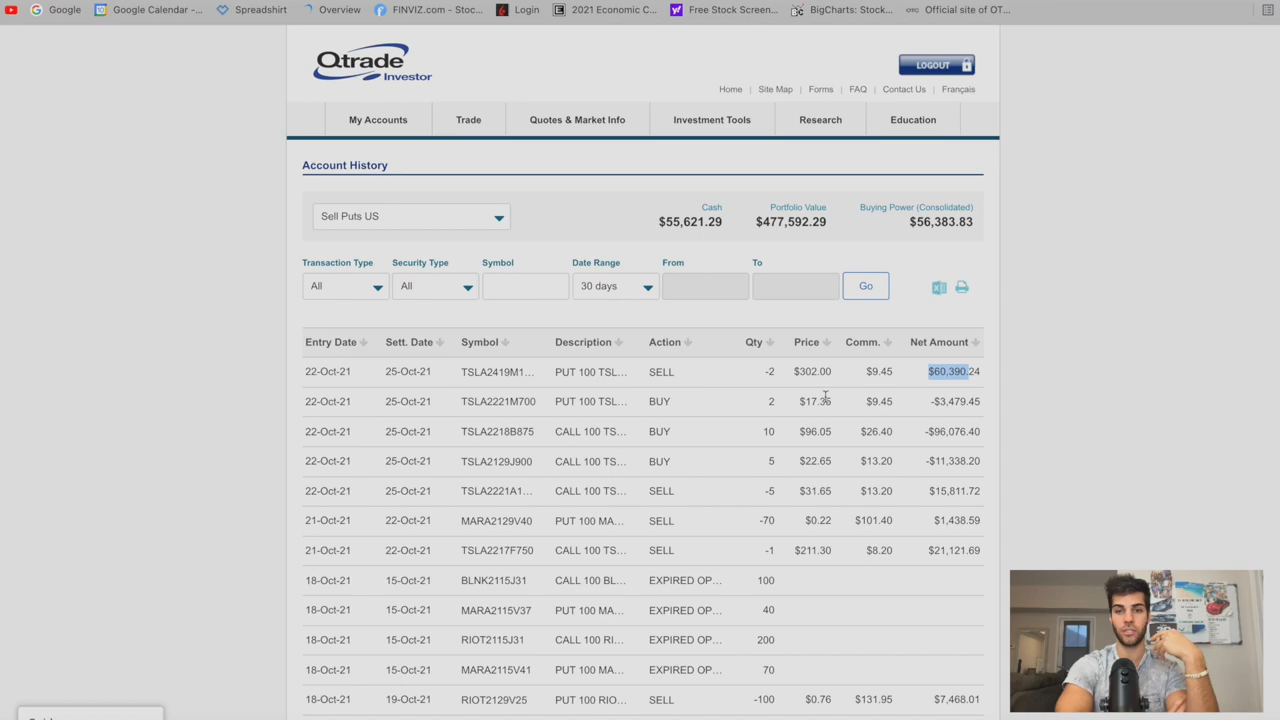 Google
Google Calendar -...
Spreadshirt
Overview
FINVIZ.com - Stoc...
Login
2021 Economic C...
Free Stock Screen...
BigCharts: Stock...
OTC Official site of OT...
Qtrade
Investor
LOGOUT
Home | Site Map | Forms | FAQ | Contact Us | Français
My Accounts Trade Quotes & Market Info Investment Tools Research Education
Account History
Sell Puts US
Cash Portfolio Value Buying Power (Consolidated)
$55,621.29 $477,592.29 $56,383.83
Transaction Type Security Type Symbol Date Range From To
All All 30 days Go
Entry Date Sett. Date Symbol Description Action Qty Price Comm. Net Amount
22-Oct-21 25-Oct-21 TSLA2419M1... PUT 100 TSL... SELL -2 $302.00 $9.45 $60,390.24
22-Oct-21 25-Oct-21 TSLA2221M700 PUT 100 TSL... BUY 2 $17.35 $9.45 -$3,479.45
22-Oct-21 25-Oct-21 TSLA2218B875 CALL 100 TS... BUY 10 $96.05 $26.40 -$96,076.40
22-Oct-21 25-Oct-21 TSLA2129J900 CALL 100 TS... BUY 5 $22.65 $13.20 -$11,338.20
22-Oct-21 25-Oct-21 TSLA2221A1... CALL 100 TS... SELL -5 $31.65 $13.20 $15,811.72
21-Oct-21 22-Oct-21 MARA2129V40 PUT 100 MA... SELL -70 $0.22 $101.40 $1,438.59
21-Oct-21 22-Oct-21 TSLA2217F750 CALL 100 TS... SELL -1 $211.30 $8.20 $21,121.69
18-Oct-21 15-Oct-21 BLNK2115J31 CALL 100 BL... EXPIRED OP... 100
18-Oct-21 15-Oct-21 MARA2115V37 PUT 100 MA... EXPIRED OP... 40
18-Oct-21 15-Oct-21 RIOT2115J31 CALL 100 RI... EXPIRED OP... 200
18-Oct-21 15-Oct-21 MARA2115V41 PUT 100 MA... EXPIRED OP... 70
18-Oct-21 19-Oct-21 RIOT2129V25 PUT 100 RIO... SELL -100 $0.76 $131.95 $7,468.01